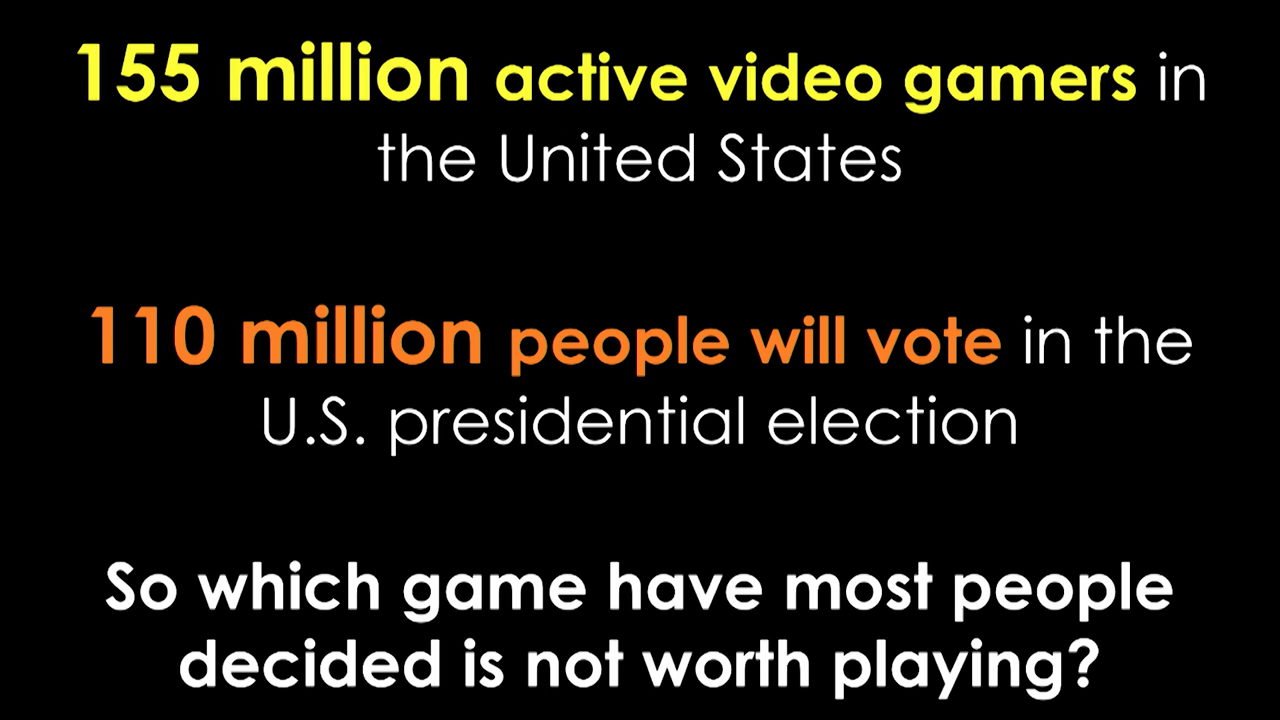 155 million active video gamers in
the United States
110 million people will vote in the
U.S. presidential election
So which game have most people
decided is not worth playing?